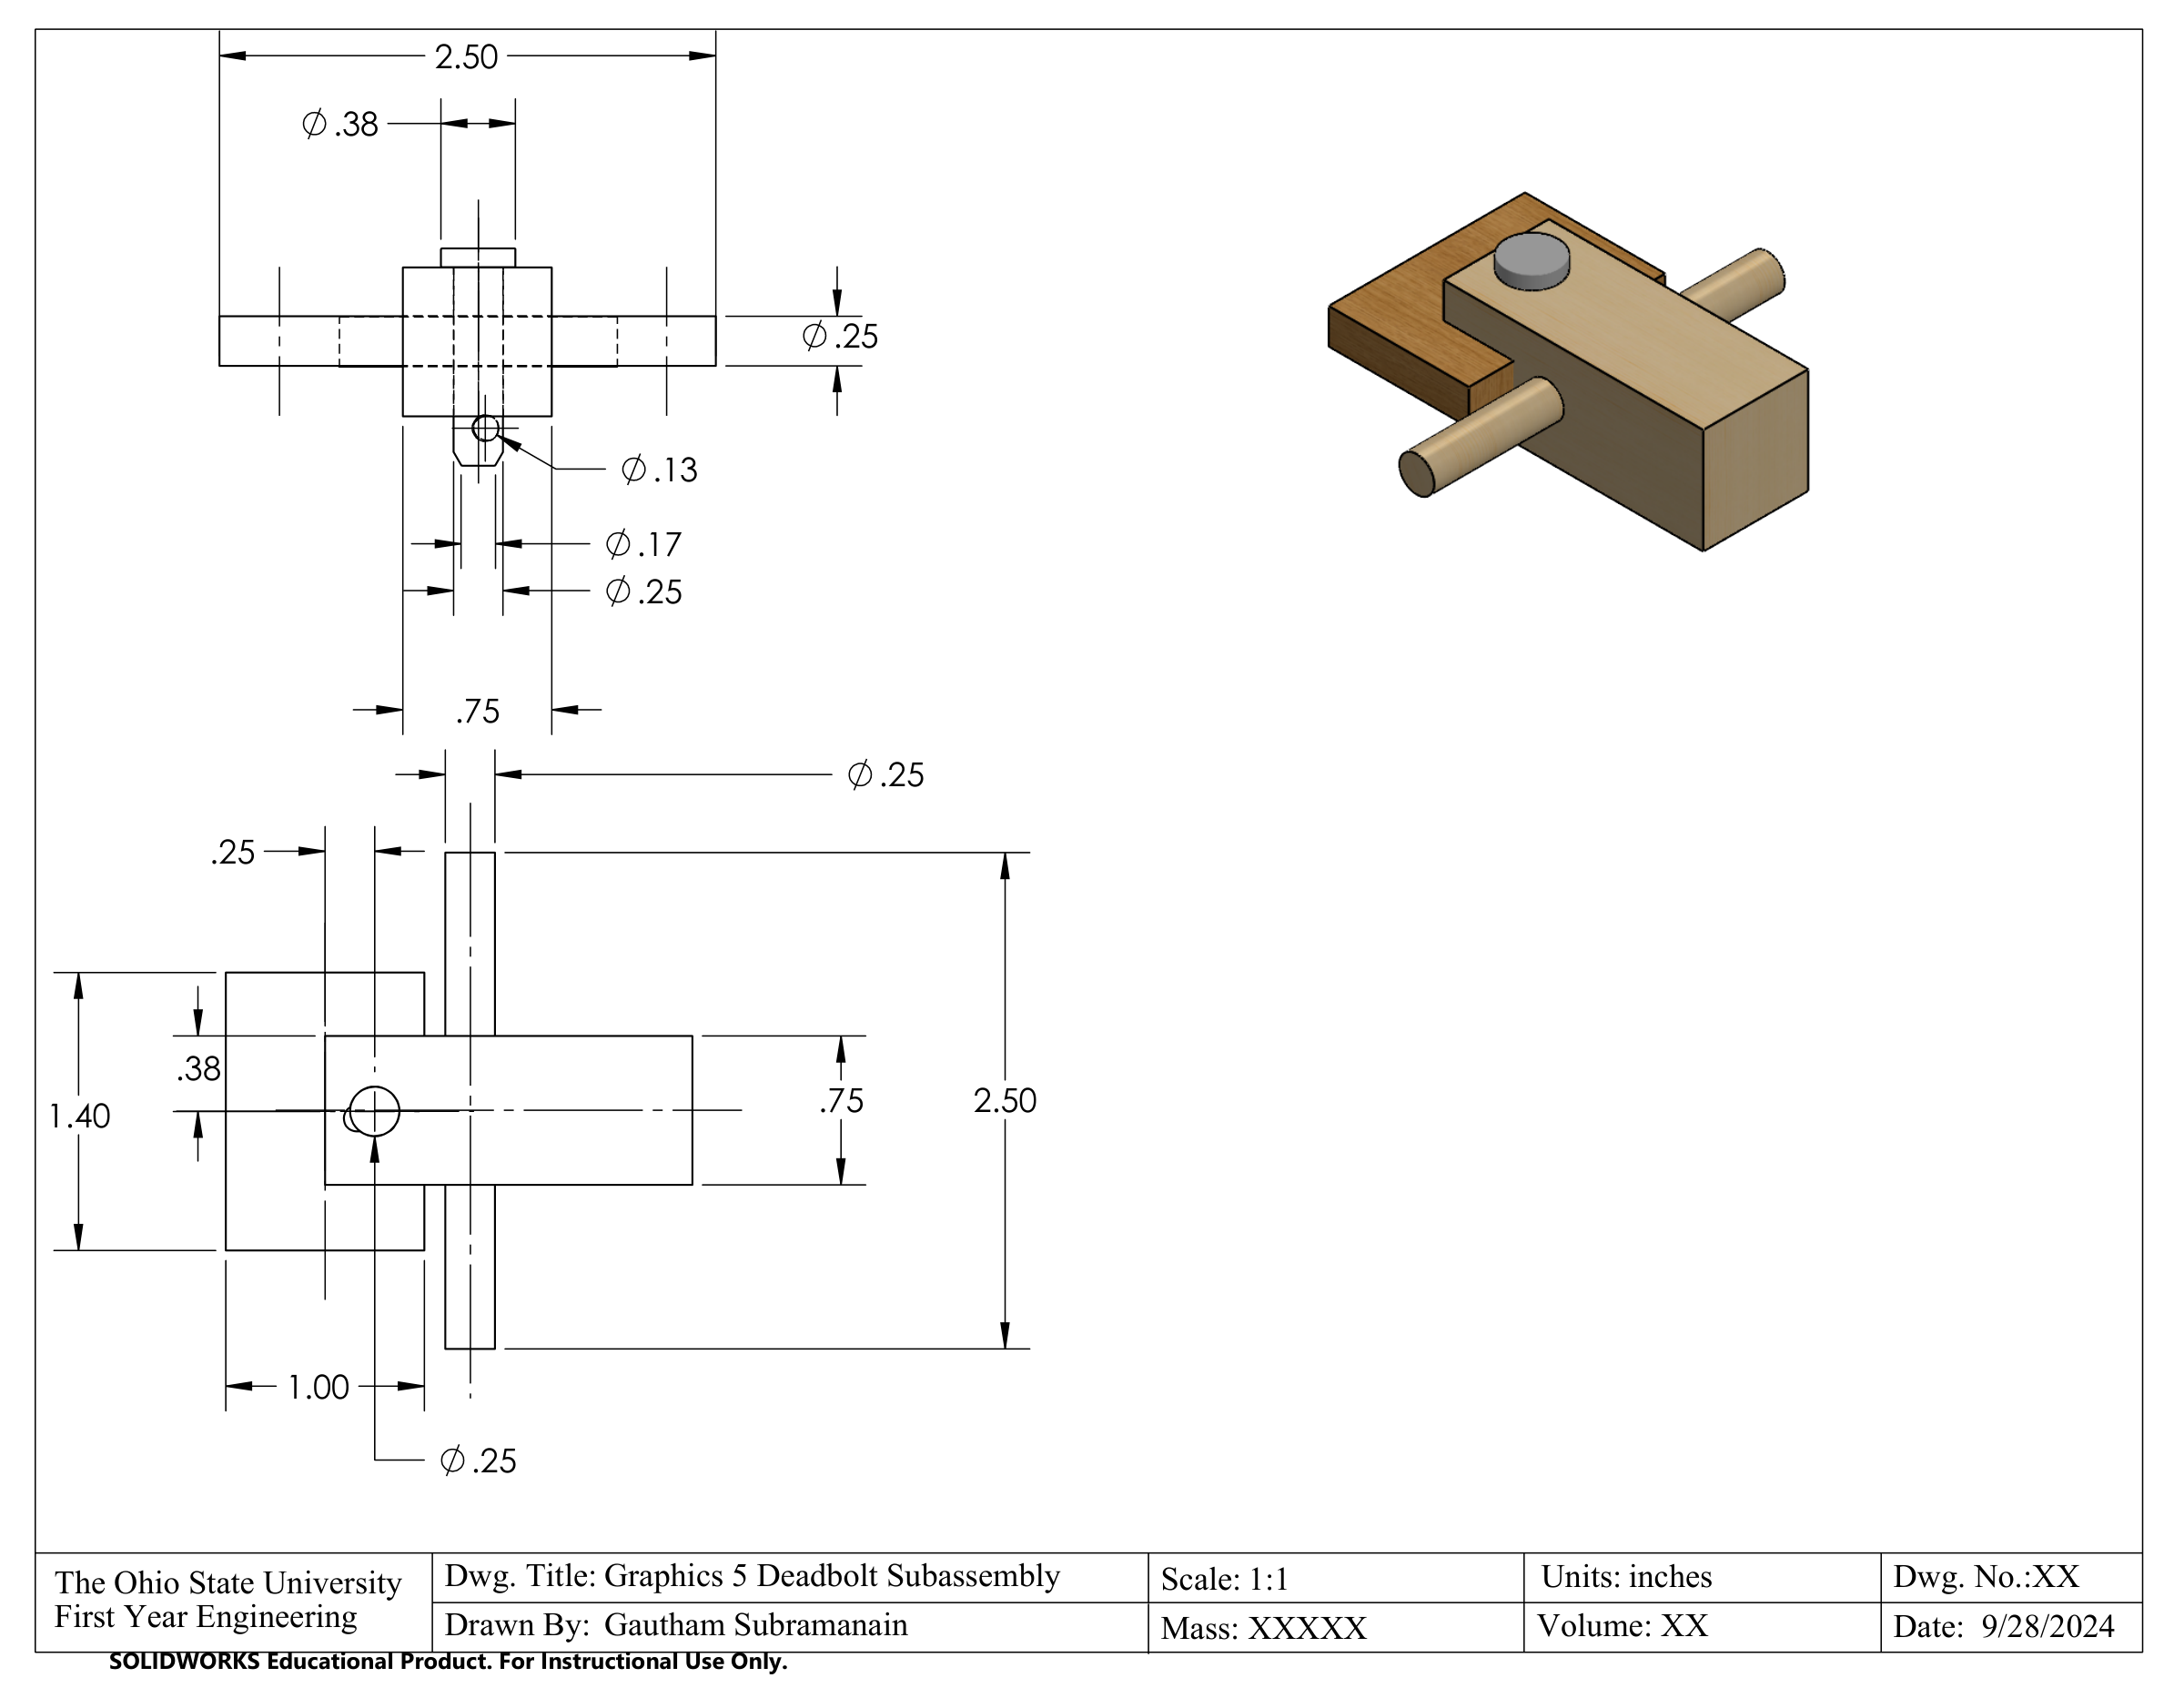 2.50
⌀.38
⌀.25
⌀.13
⌀.17
⌀.25
.75
⌀.25
.25
.38
1.40
.75
2.50
1.00
⌀.25
The Ohio State University
First Year Engineering
Dwg. Title: Graphics 5 Deadbolt Subassembly
Drawn By: Gautham Subramanain
Scale: 1:1
Mass: XXXXX
Units: inches
Volume: XX
Dwg. No.:XX
Date: 9/28/2024
SOLIDWORKS Educational Product. For Instructional Use Only.